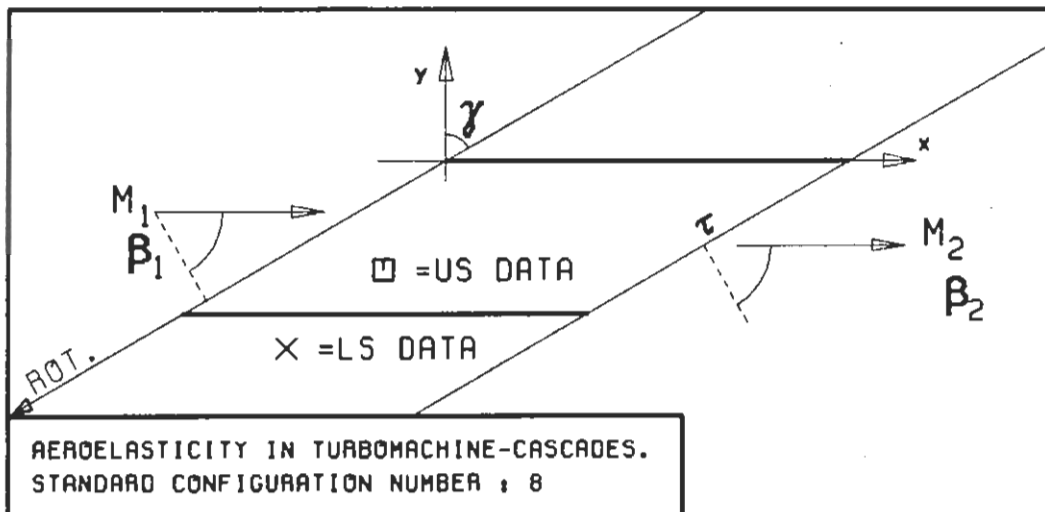 y
γ
x
M1
β1
τ
M2
β2
□ =US DATA
× =LS DATA
ROT.
AEROELASTICITY IN TURBOMACHINE-CASCADES.
STANDARD CONFIGURATION NUMBER : 8